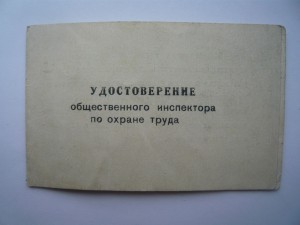 УДОСТОВЕРЕНИЕ
общественного инспектора
по охране труда